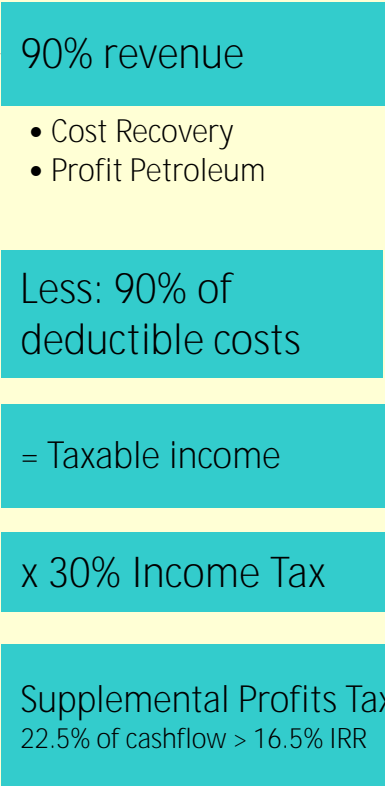 90% revenue
• Cost Recovery
• Profit Petroleum
Less: 90% of
deductible costs
= Taxable income
x 30% Income Tax
Supplemental Profits Tax
22.5% of cashflow > 16.5% IRR